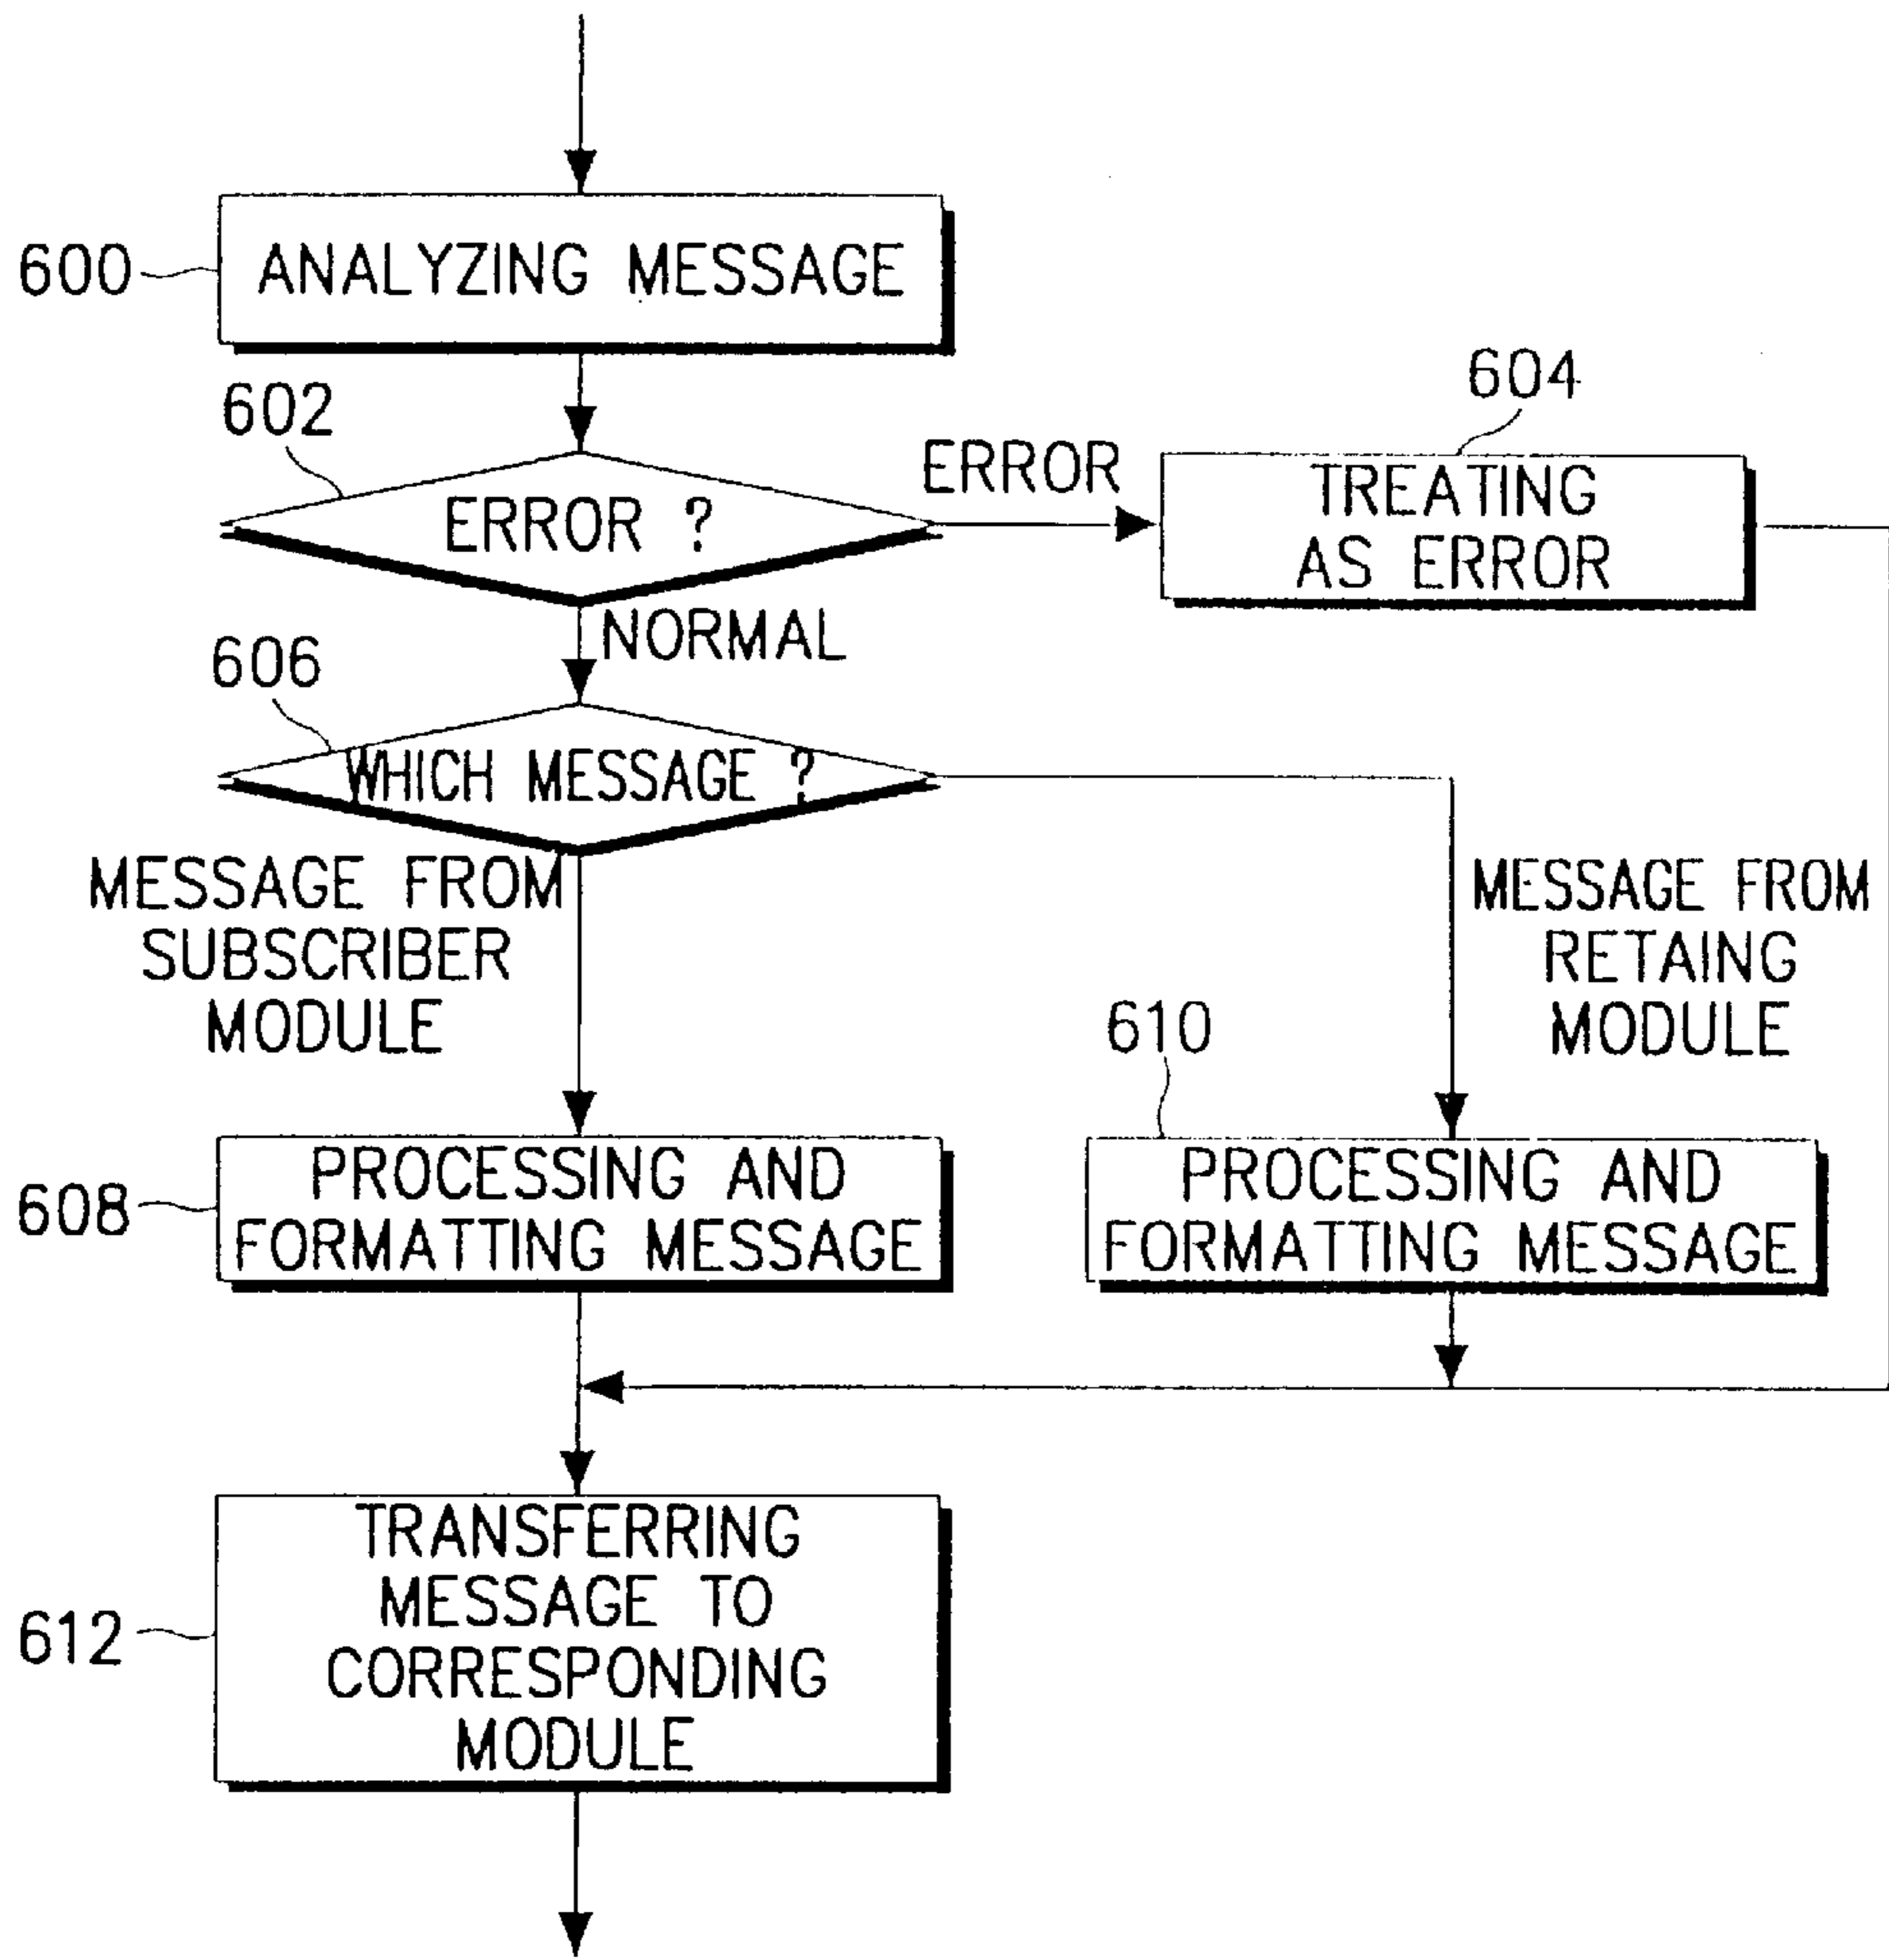 600
ANALYZING MESSAGE
602
ERROR ?
ERROR
604
TREATING
AS ERROR
NORMAL
606
WHICH MESSAGE ?
MESSAGE FROM
SUBSCRIBER
MODULE
MESSAGE FROM
RETAING
MODULE
608
PROCESSING AND
FORMATTING MESSAGE
610
PROCESSING AND
FORMATTING MESSAGE
612
TRANSFERRING
MESSAGE TO
CORRESPONDING
MODULE